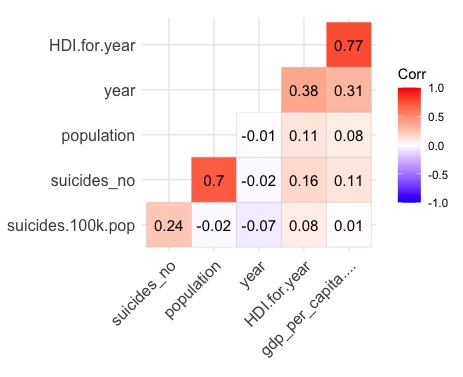 HDI.for.year 0.77
year 0.38 0.31
population -0.01 0.11 0.08
suicides_no 0.7 -0.02 0.16 0.11
suicides.100k.pop 0.24 -0.02 -0.07 0.08 0.01
suicides_no
population
year
HDI.for.year
gdp_per_capita....
Corr
1.0
0.5
0.0
-0.5
-1.0